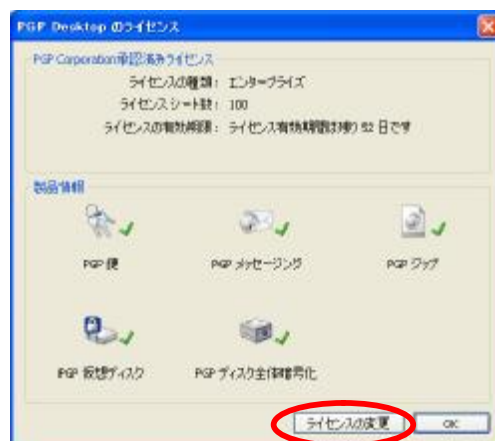 PGP Desktop のライセンス
PGP Corporation承認済みライセンス
ライセンスの種類: エンタープライズ
ライセンスシート数: 100
ライセンスの有効期限: ライセンス有効期間は残り 92 日です
製品情報
PGP 鍵
PGP メッセージング
PGP ジップ
PGP 仮想ディスク
PGP ディスク全体暗号化
ライセンスの変更
OK